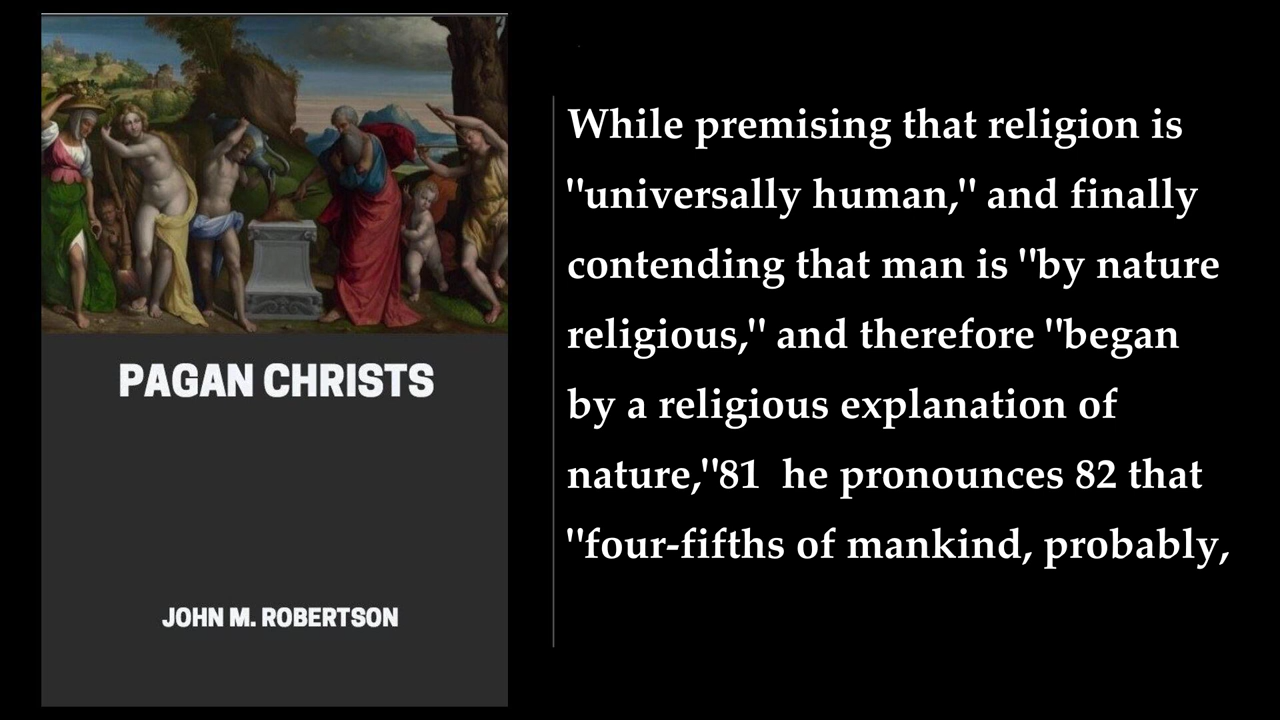 PAGAN CHRISTS
JOHN M. ROBERTSON
While premising that religion is
"universally human," and finally
contending that man is "by nature
religious," and therefore "began
by a religious explanation of
nature,"81  he pronounces 82 that
"four-fifths of mankind, probably,